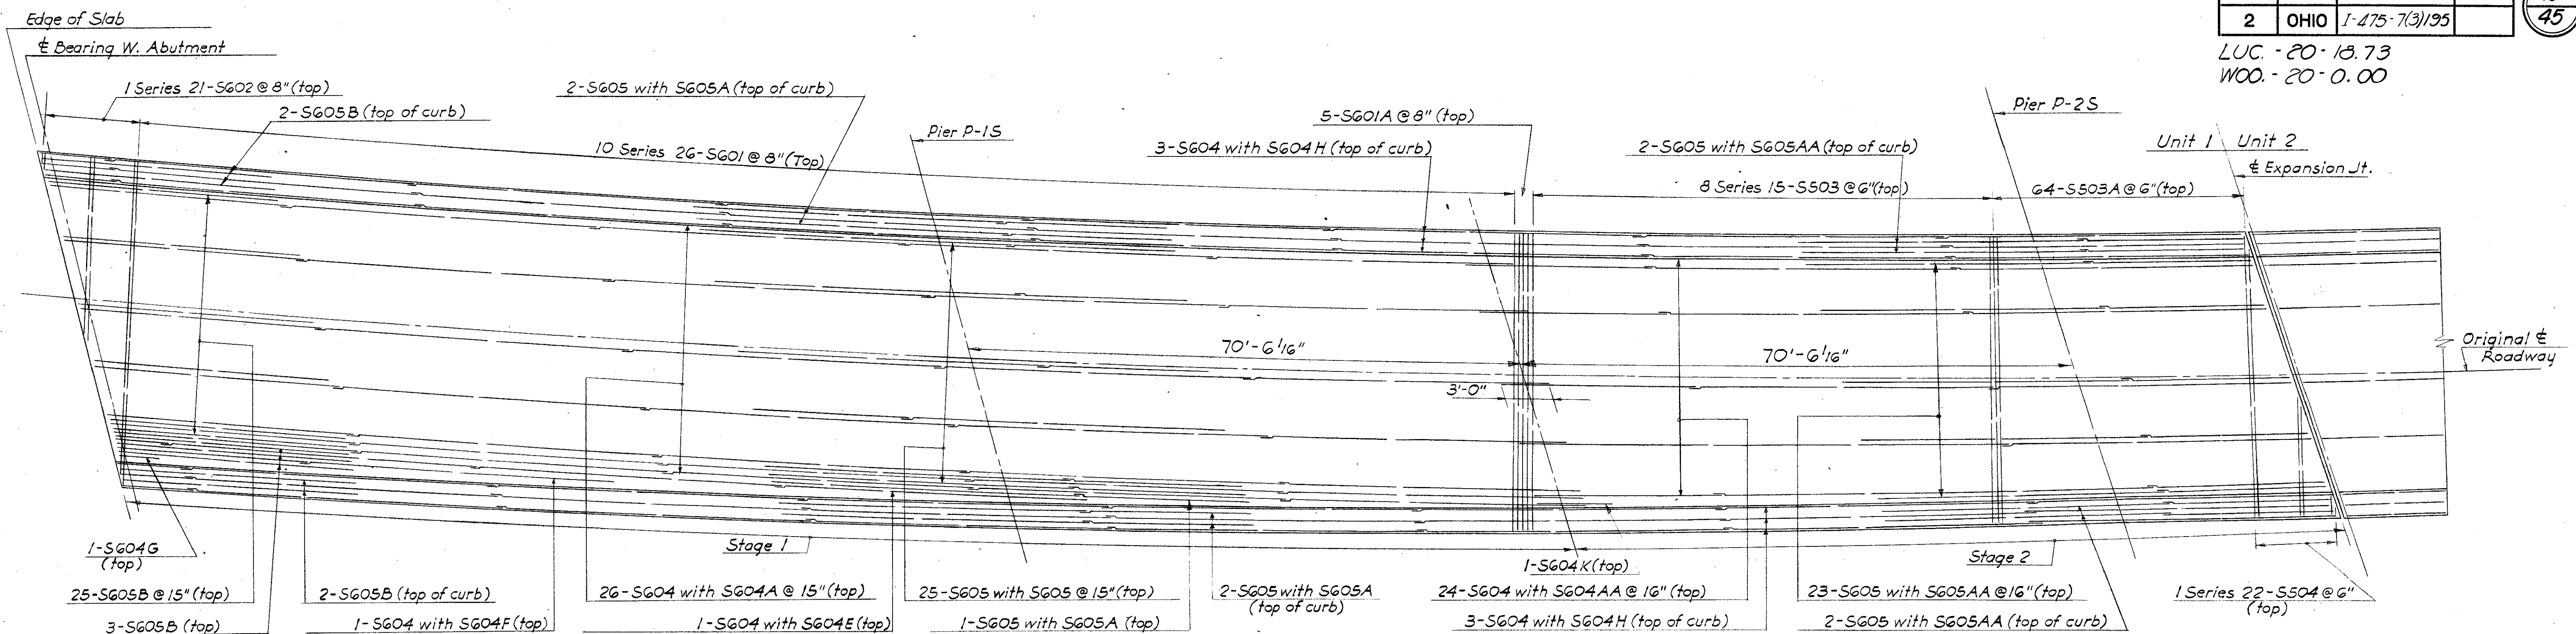 Edge of Slab
₵ Bearing W. Abutment
2 OHIO I-475-7(3)195
45
LUC. - 20 - 18.73
WOO. - 20 - 0.00
1 Series 21-S602 @ 8" (top)
2-S605B (top of curb)
2-S605 with S605A (top of curb)
10 Series 26-S601 @ 8" (Top)
Pier P-1S
5-S601A @ 8" (top)
3-S604 with S604H (top of curb)
2-S605 with S605AA (top of curb)
8 Series 15-S503 @ 6" (top)
64-S503A @ 6" (top)
Pier P-2S
Unit 1 Unit 2
₵ Expansion Jt.
70'-6 1/16"
70'-6 1/16"
3'-0"
Original ₵
Roadway
Stage 1
Stage 2
1-S604G
(top)
25-S605B @ 15" (top)
3-S605B (top)
2-S605B (top of curb)
1-S604 with S604F (top)
26-S604 with S604A @ 15" (top)
1-S604 with S604E (top)
25-S605 with S605 @ 15" (top)
1-S605 with S605A (top)
2-S605 with S605A
(top of curb)
1-S604K (top)
24-S604 with S604AA @ 16" (top)
3-S604 with S604H (top of curb)
23-S605 with S605AA @ 16" (top)
2-S605 with S605AA (top of curb)
1 Series 22-S504 @ 6"
(top)